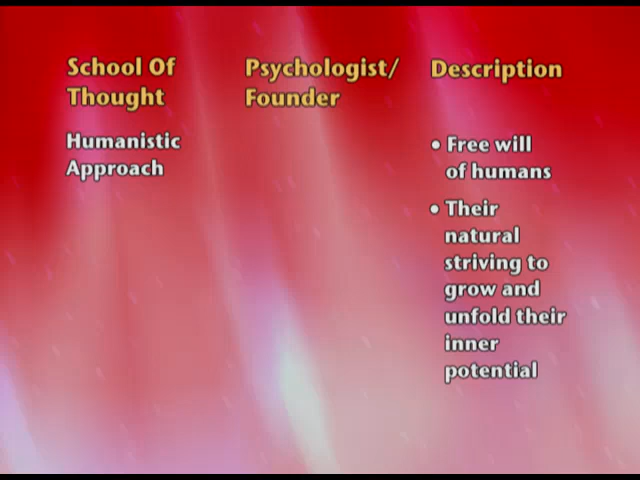 School Of
Thought
Psychologist/
Founder
Description
Humanistic
Approach
• Free will
of humans
• Their
natural
striving to
grow and
unfold their
inner
potential